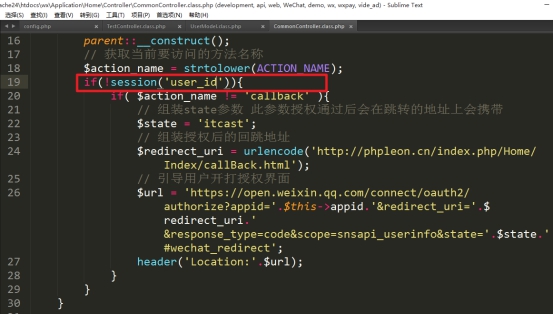 ache24\htdocs\wx\Application\Home\Controller\CommonController.class.php (development, api, web, WeChat, demo, wx, wxpay, vide_ad) - Sublime Text
查找(I) 查看(V) 转到(G) 工具(T) 项目(P) 首选项(N) 帮助(H)
config.php TestController.class.php UserModel.class.php CommonController.class.php
16 parent::__construct();
17 // 获取当前要访问的方法名称
18 $action_name = strtolower(ACTION_NAME);
19 if(!session('user_id')){
20 if( $action_name != 'callback' ){
21 // 组装state参数 此参数授权通过后会在跳转的地址上会携带
22 $state = 'itcast';
23 // 组装授权后的回跳地址
24 $redirect_uri = urlencode('http://phpleon.cn/index.php/Home/
Index/callBack.html');
25 // 引导用户开打授权界面
26 $url = 'https://open.weixin.qq.com/connect/oauth2/
authorize?appid='.$this->appid.'&redirect_uri='.$
redirect_uri.'
&response_type=code&scope=snsapi_userinfo&state='.$state.'
#wechat_redirect';
27 header('Location:'.$url);
28 }
29 }
30 }